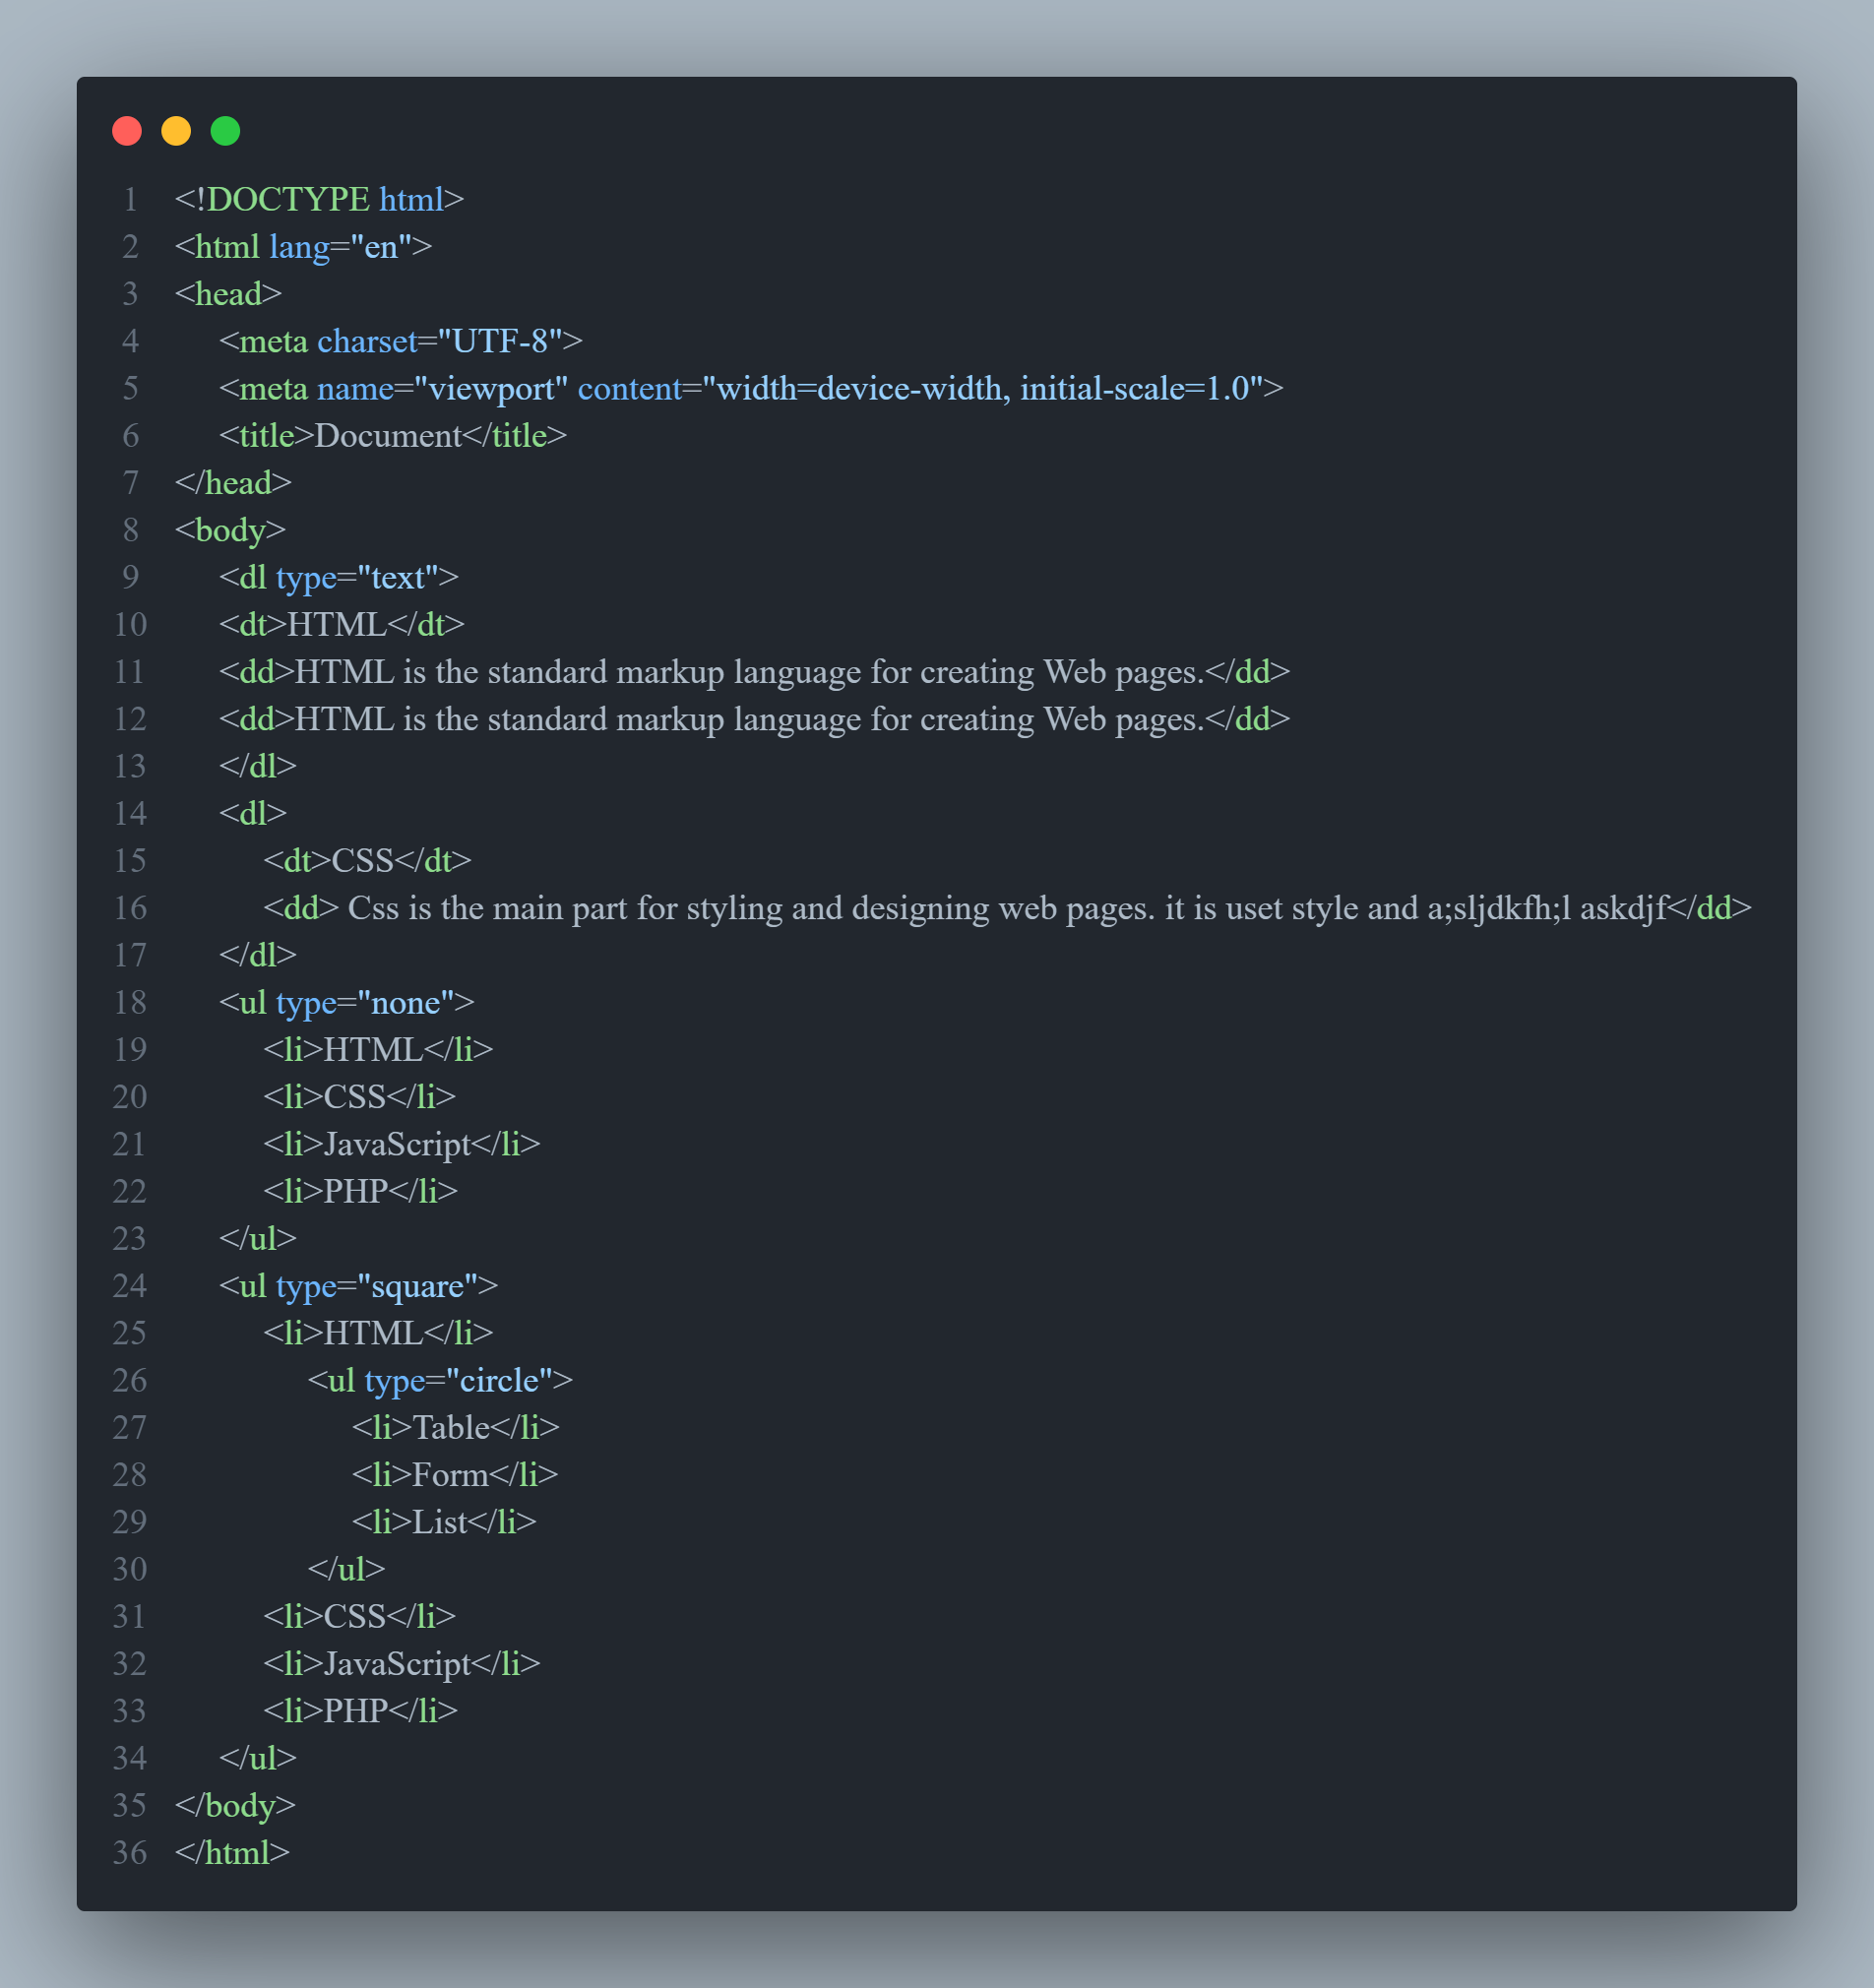 1 <!DOCTYPE html>
2 <html lang="en">
3 <head>
4     <meta charset="UTF-8">
5     <meta name="viewport" content="width=device-width, initial-scale=1.0">
6     <title>Document</title>
7 </head>
8 <body>
9     <dl type="text">
10     <dt>HTML</dt>
11     <dd>HTML is the standard markup language for creating Web pages.</dd>
12     <dd>HTML is the standard markup language for creating Web pages.</dd>
13     </dl>
14     <dl>
15         <dt>CSS</dt>
16         <dd> Css is the main part for styling and designing web pages. it is uset style and a;sljdkfh;l askdjf</dd>
17     </dl>
18     <ul type="none">
19         <li>HTML</li>
20         <li>CSS</li>
21         <li>JavaScript</li>
22         <li>PHP</li>
23     </ul>
24     <ul type="square">
25         <li>HTML</li>
26             <ul type="circle">
27                 <li>Table</li>
28                 <li>Form</li>
29                 <li>List</li>
30             </ul>
31         <li>CSS</li>
32         <li>JavaScript</li>
33         <li>PHP</li>
34     </ul>
35 </body>
36 </html>